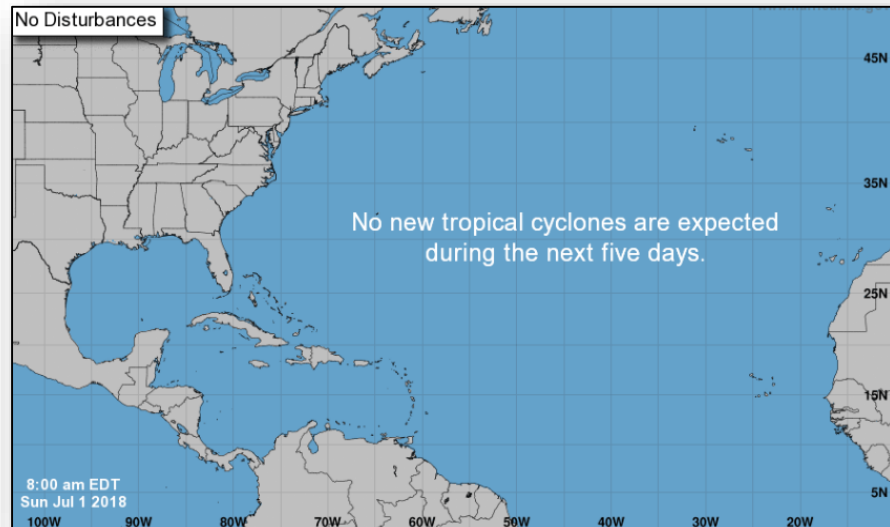 No Disturbances
45N
35N
No new tropical cyclones are expected
during the next five days.
25N
15N
8:00 am EDT
Sun Jul 1 2018
5N
100W 90W 80W 70W 60W 50W 40W 30W 20W